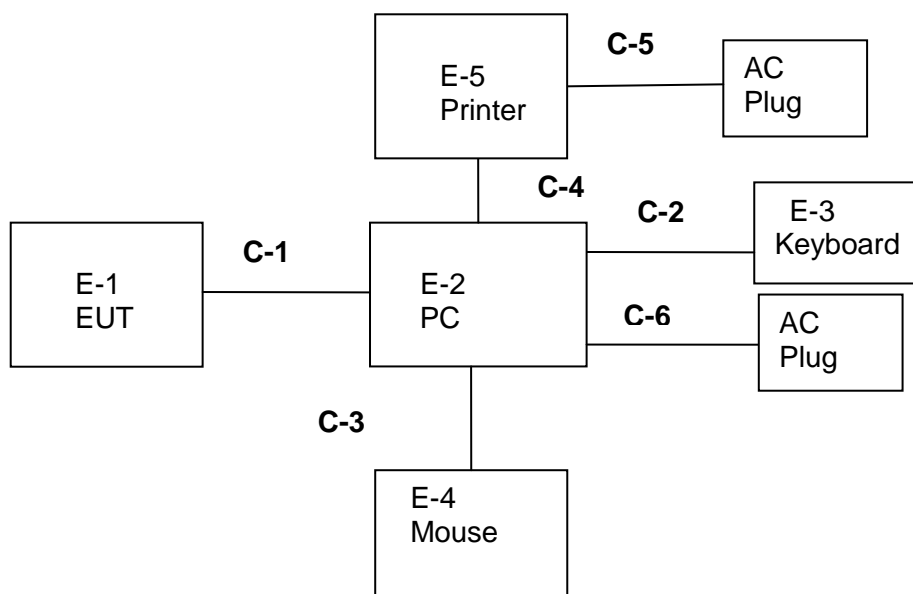 C-5
E-5
Printer
AC
Plug
C-4
C-2
E-3
Keyboard
C-1
E-1
EUT
E-2
PC
C-6
AC
Plug
C-3
E-4
Mouse